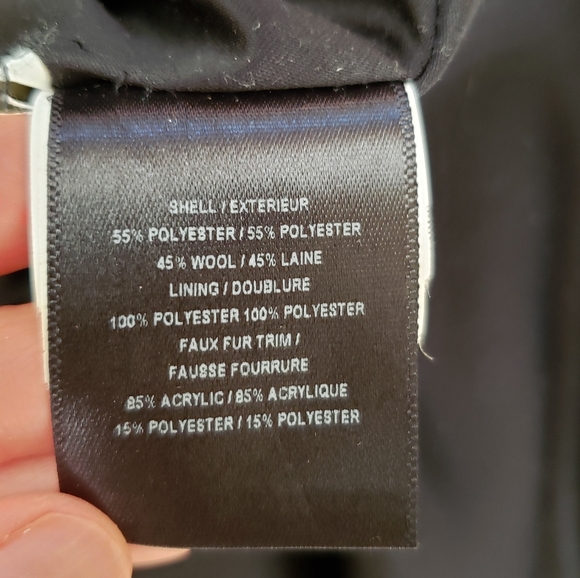 SHELL / EXTERIEUR
55% POLYESTER / 55% POLYESTER
45% WOOL / 45% LAINE
LINING / DOUBLURE
100% POLYESTER 100% POLYESTER
FAUX FUR TRIM /
FAUSSE FOURRURE
85% ACRYLIC / 85% ACRYLIQUE
15% POLYESTER / 15% POLYESTER